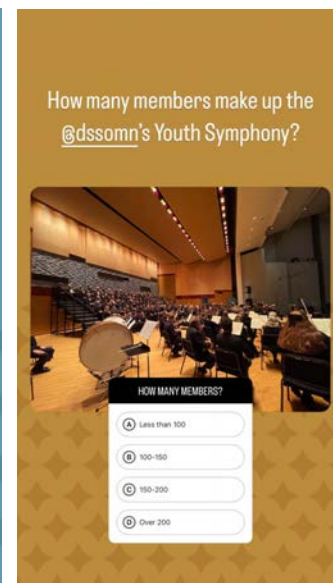 How many members make up the
@dssomn's Youth Symphony?
HOW MANY MEMBERS?
A Less than 100
B 100-150
C 150-200
D Over 200